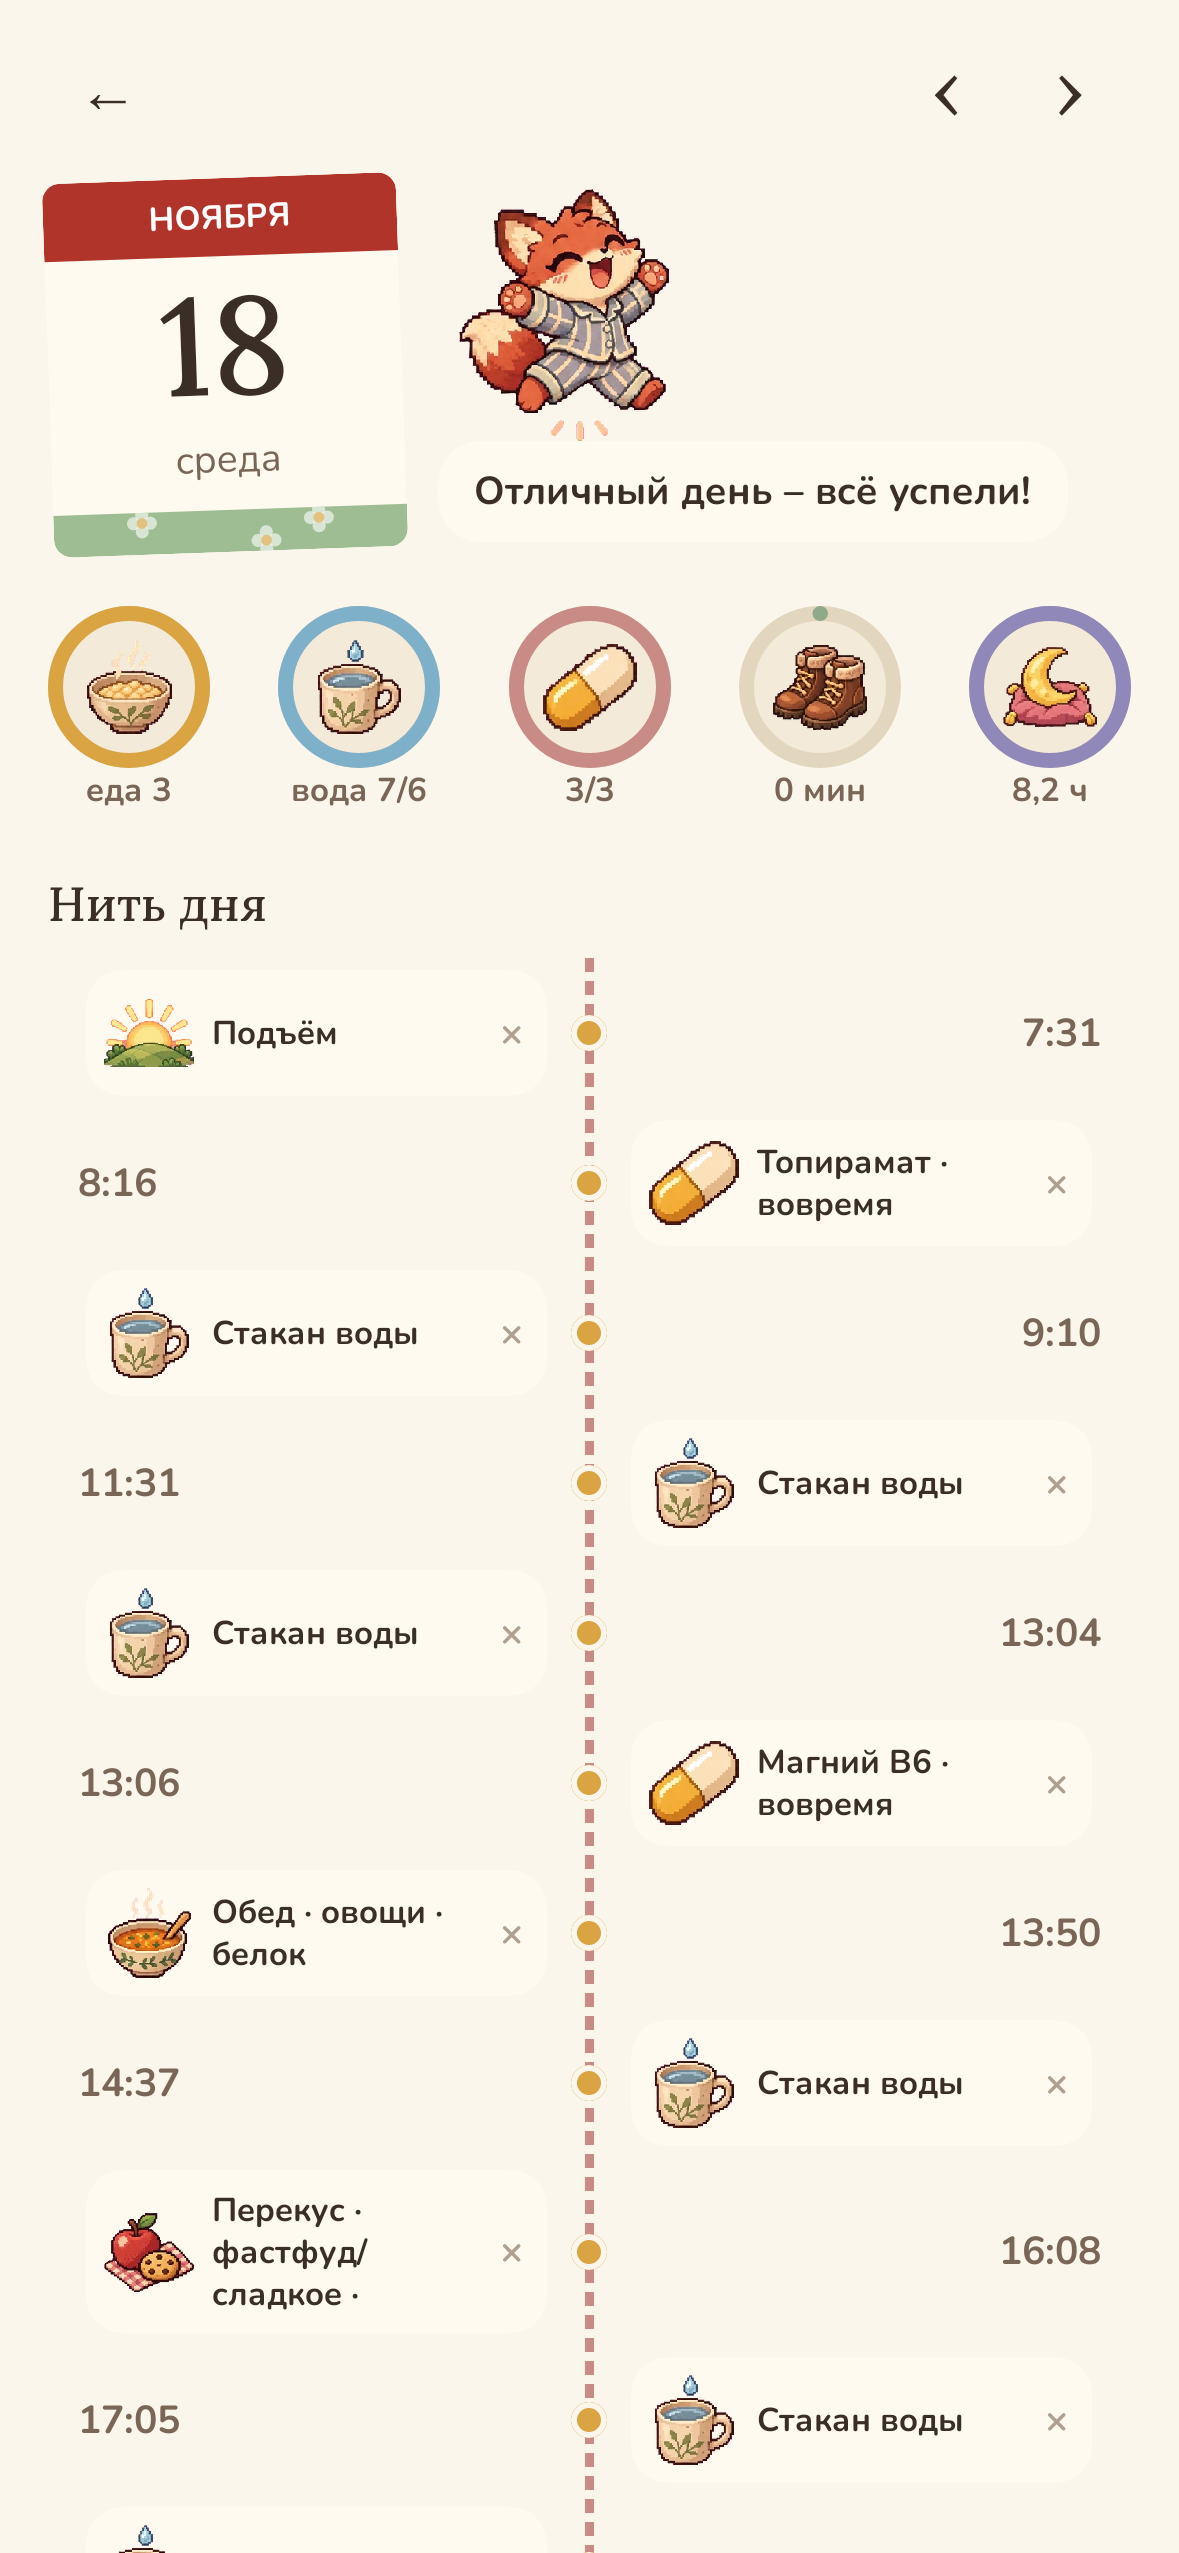 НОЯБРЯ
18
среда
Отличный день – всё успели!
еда 3
вода 7/6
3/3
0 мин
8,2 ч
Нить дня
Подъём
7:31
8:16
Топирамат ·
вовремя
Стакан воды
9:10
11:31
Стакан воды
Стакан воды
13:04
13:06
Магний B6 ·
вовремя
Обед · овощи ·
белок
13:50
14:37
Стакан воды
Перекус ·
фастфуд/
сладкое ·
16:08
17:05
Стакан воды